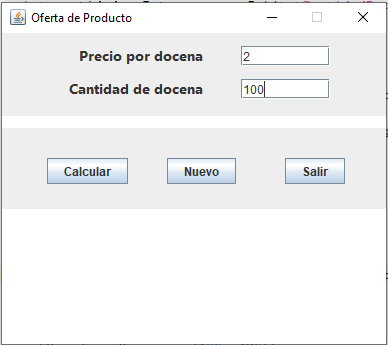 Oferta de Producto
Precio por docena 2
Cantidad de docena 100
Calcular Nuevo Salir